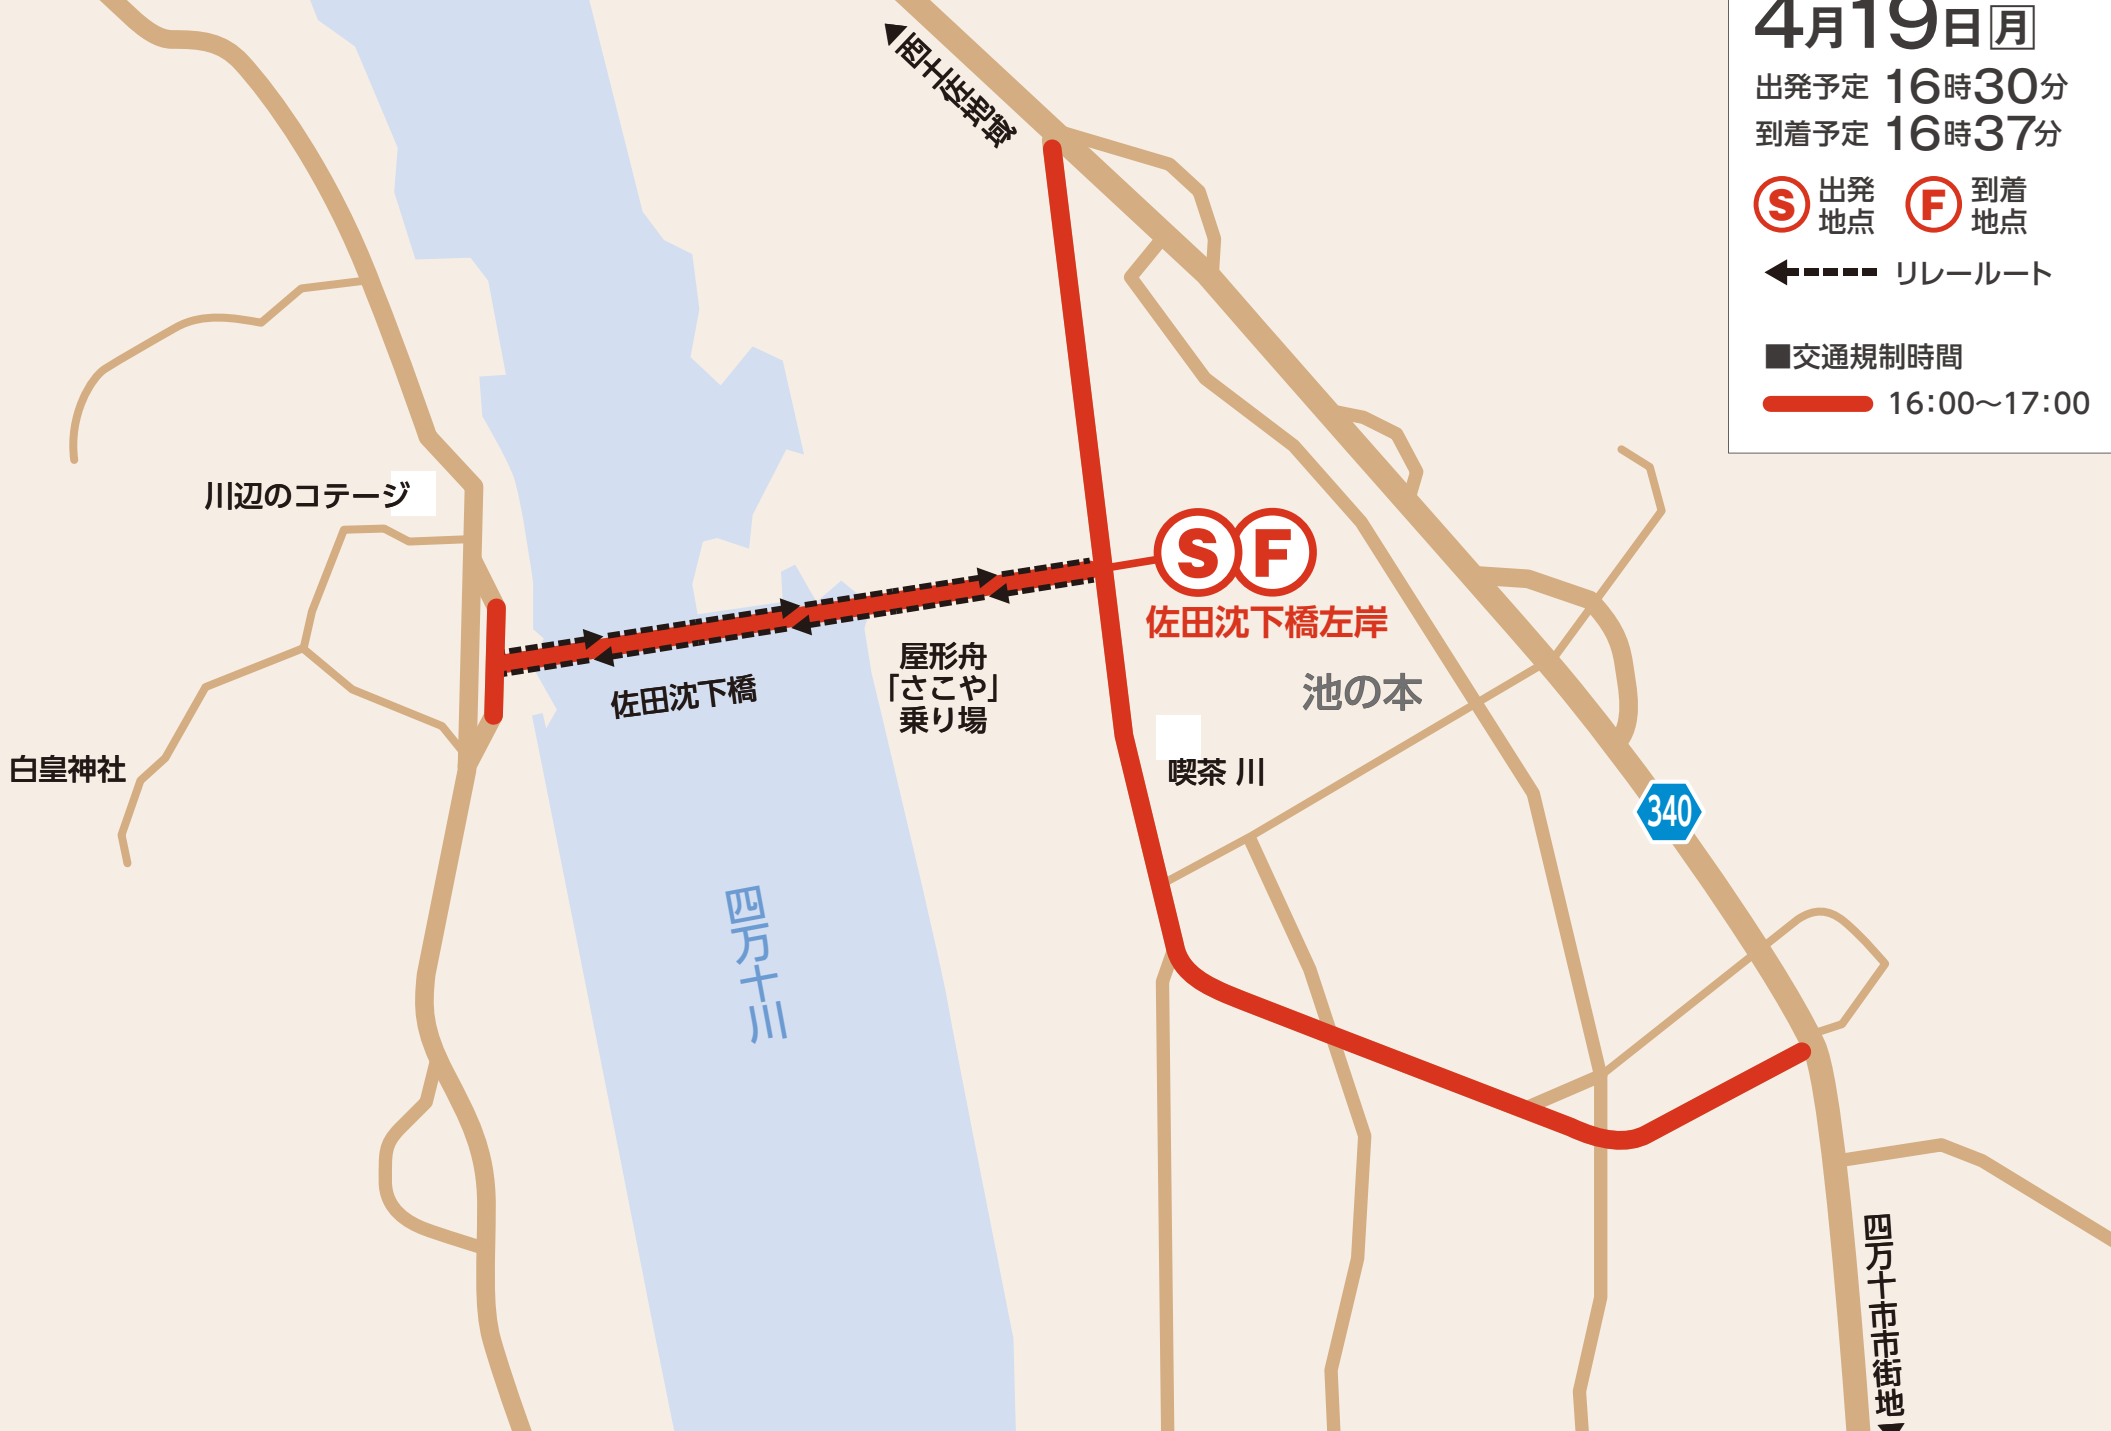 4月19日月
出発予定 16時30分
到着予定 16時37分
S 出発地点
F 到着地点
リレールート
■交通規制時間
16:00～17:00
西土佐地域
川辺のコテージ
S F
佐田沈下橋左岸
屋形舟
「さこや」
乗り場
佐田沈下橋
池の本
喫茶 川
白皇神社
340
四万十川
四万十市市街地